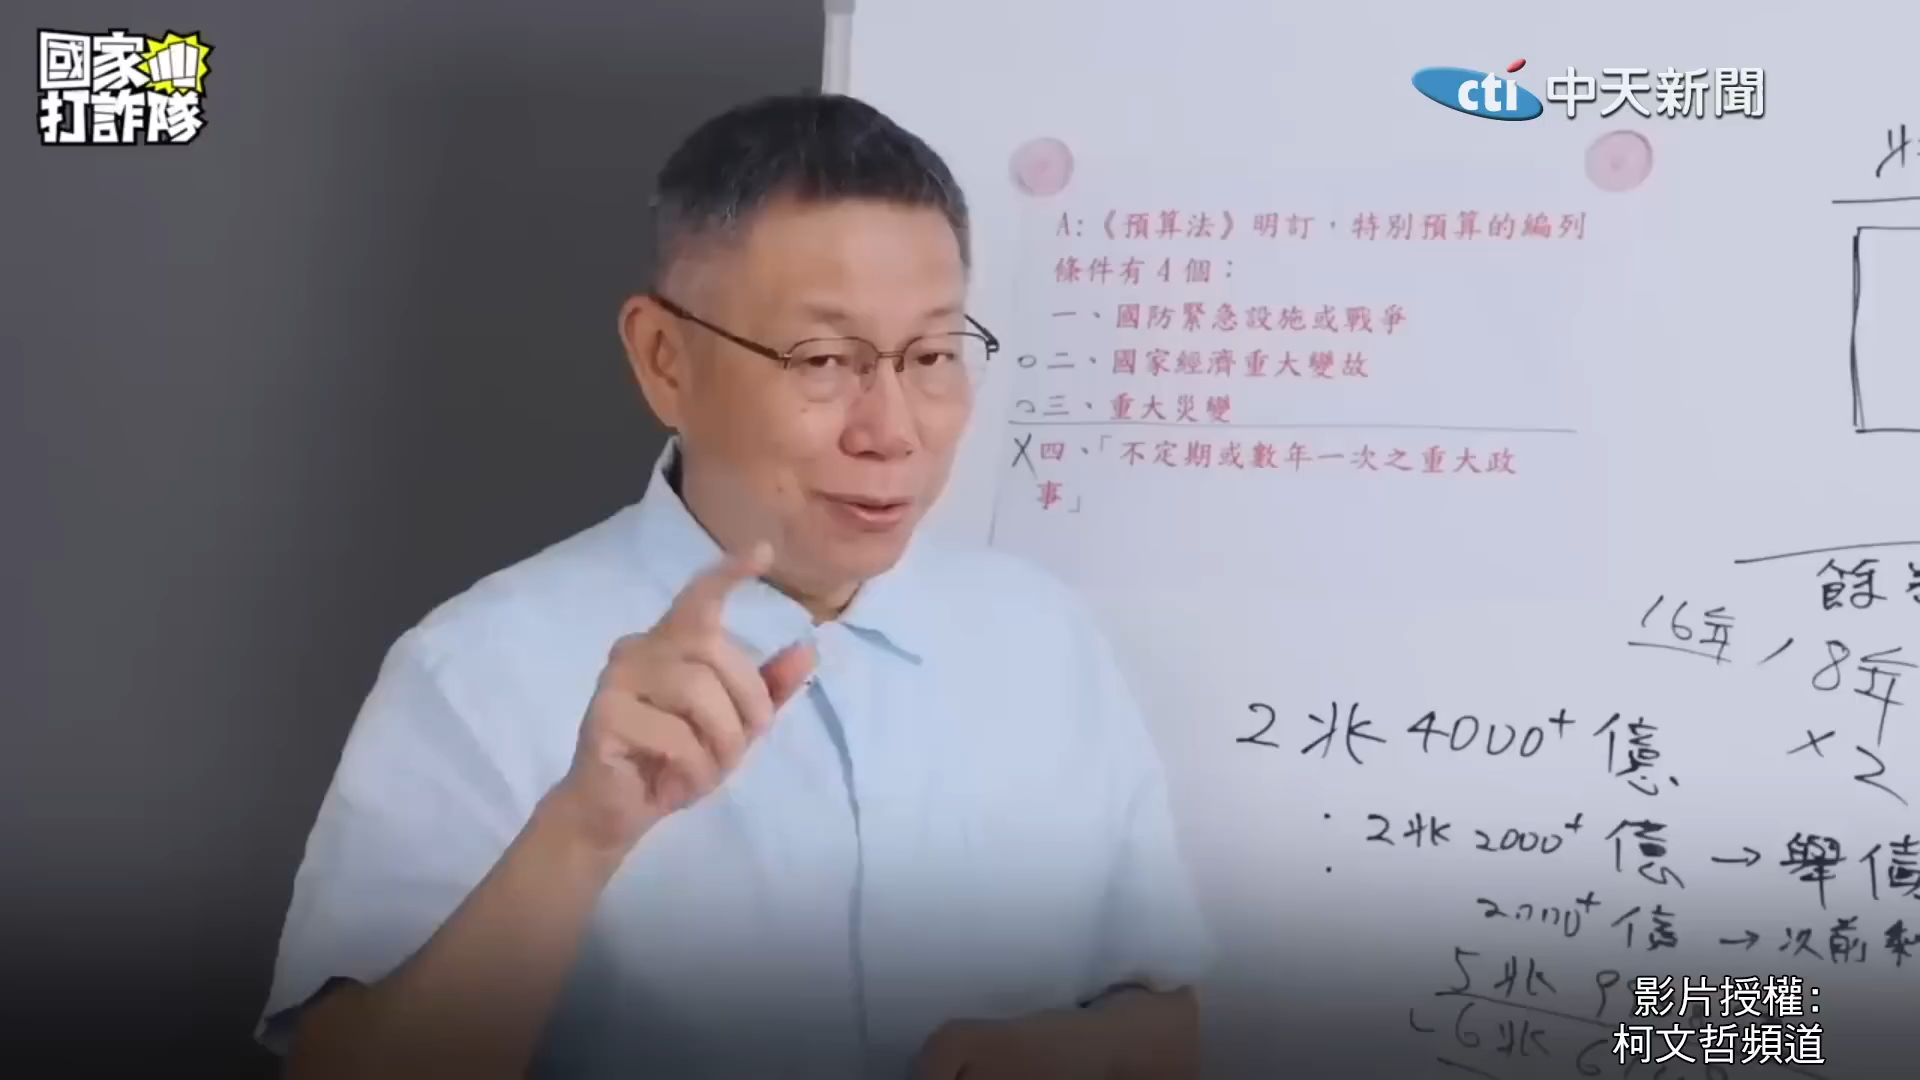 國家
打詐隊
cti 中天新聞
A:《預算法》明訂，特別預算的編列
條件有4個：
一、國防緊急設施或戰爭
二、國家經濟重大變故
三、重大災變
X四、「不定期或數年一次之重大政
事」
16年,8年
×2
2兆4000+億
：2兆2000+億→舉債
2000+億→次前
5兆
6兆
影片授權:
柯文哲頻道